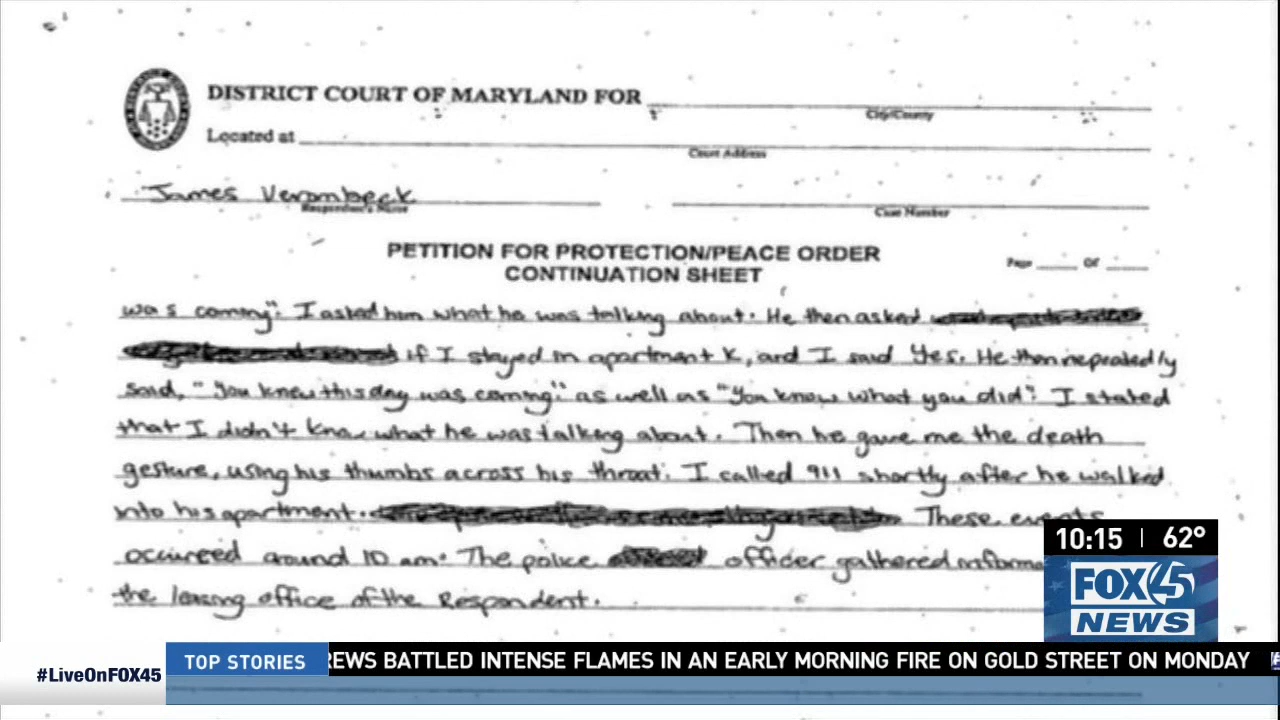 DISTRICT COURT OF MARYLAND FOR
City/County
Located at
Court Address
James Verombeck
Respondent's Name
Case Number
PETITION FOR PROTECTION/PEACE ORDER
CONTINUATION SHEET
Page Of
was coming". I asked him what he was talking about. He then asked
if I stayed in apartment K, and I said Yes. He then repeatedly
said, "You knew this day was coming" as well as "You know what you did". I stated
that I didn't know what he was talking about. Then he gave me the death
gesture, using his thumbs across his throat. I called 911 shortly after he walked
into his apartment. These events
occurred around 10 am. The police officer gathered
the leasing office of the Respondent.
10:15 | 62°
FOX45
NEWS
#LiveOnFOX45
TOP STORIES
REWS BATTLED INTENSE FLAMES IN AN EARLY MORNING FIRE ON GOLD STREET ON MONDAY